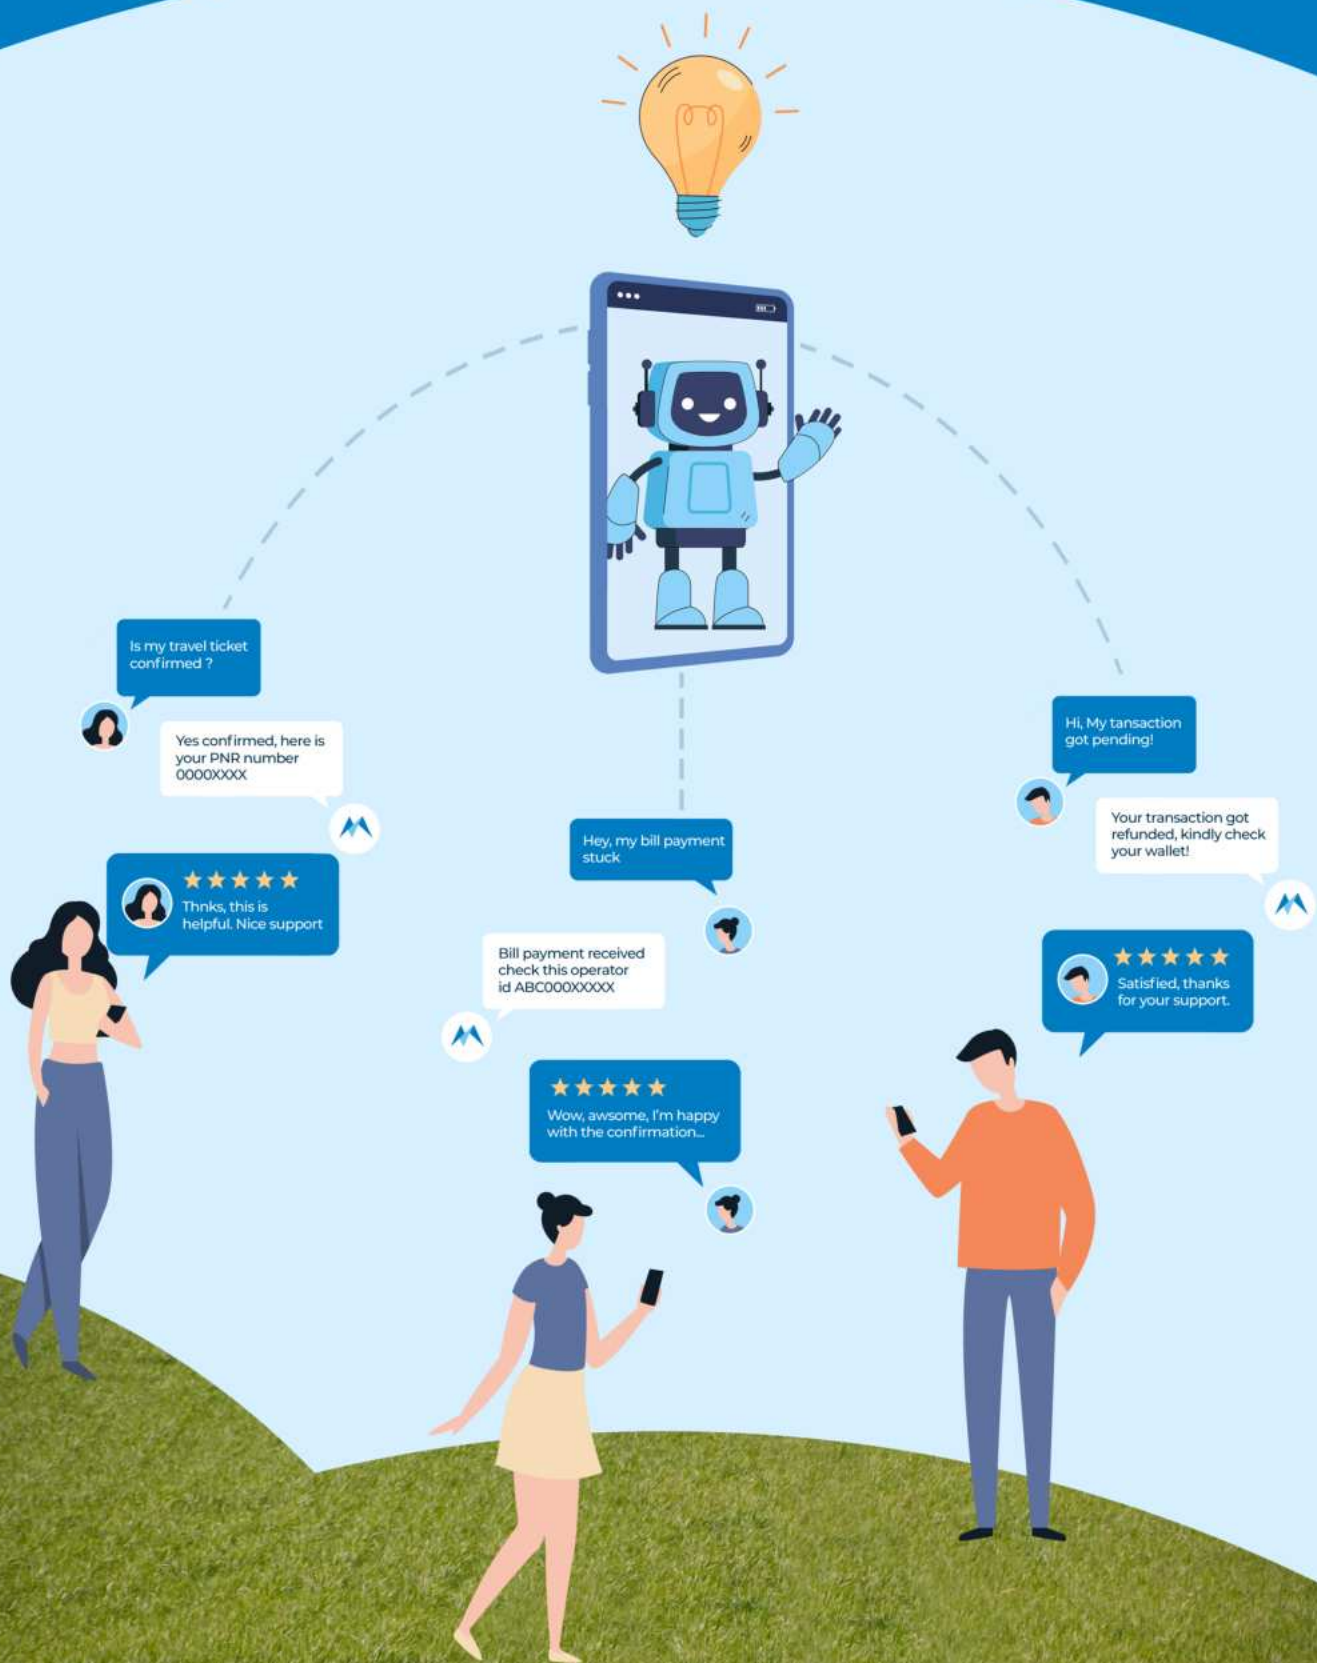 Is my travel ticket
confirmed ?
Yes confirmed, here is
your PNR number
0000XXXX
★★★★★
Thnks, this is
helpful. Nice support
Hey, my bill payment
stuck
Bill payment received
check this operator
id ABC000XXXXX
★★★★★
Wow, awsome, I'm happy
with the confirmation...
Hi, My tansaction
got pending!
Your transaction got
refunded, kindly check
your wallet!
★★★★★
Satisfied, thanks
for your support.